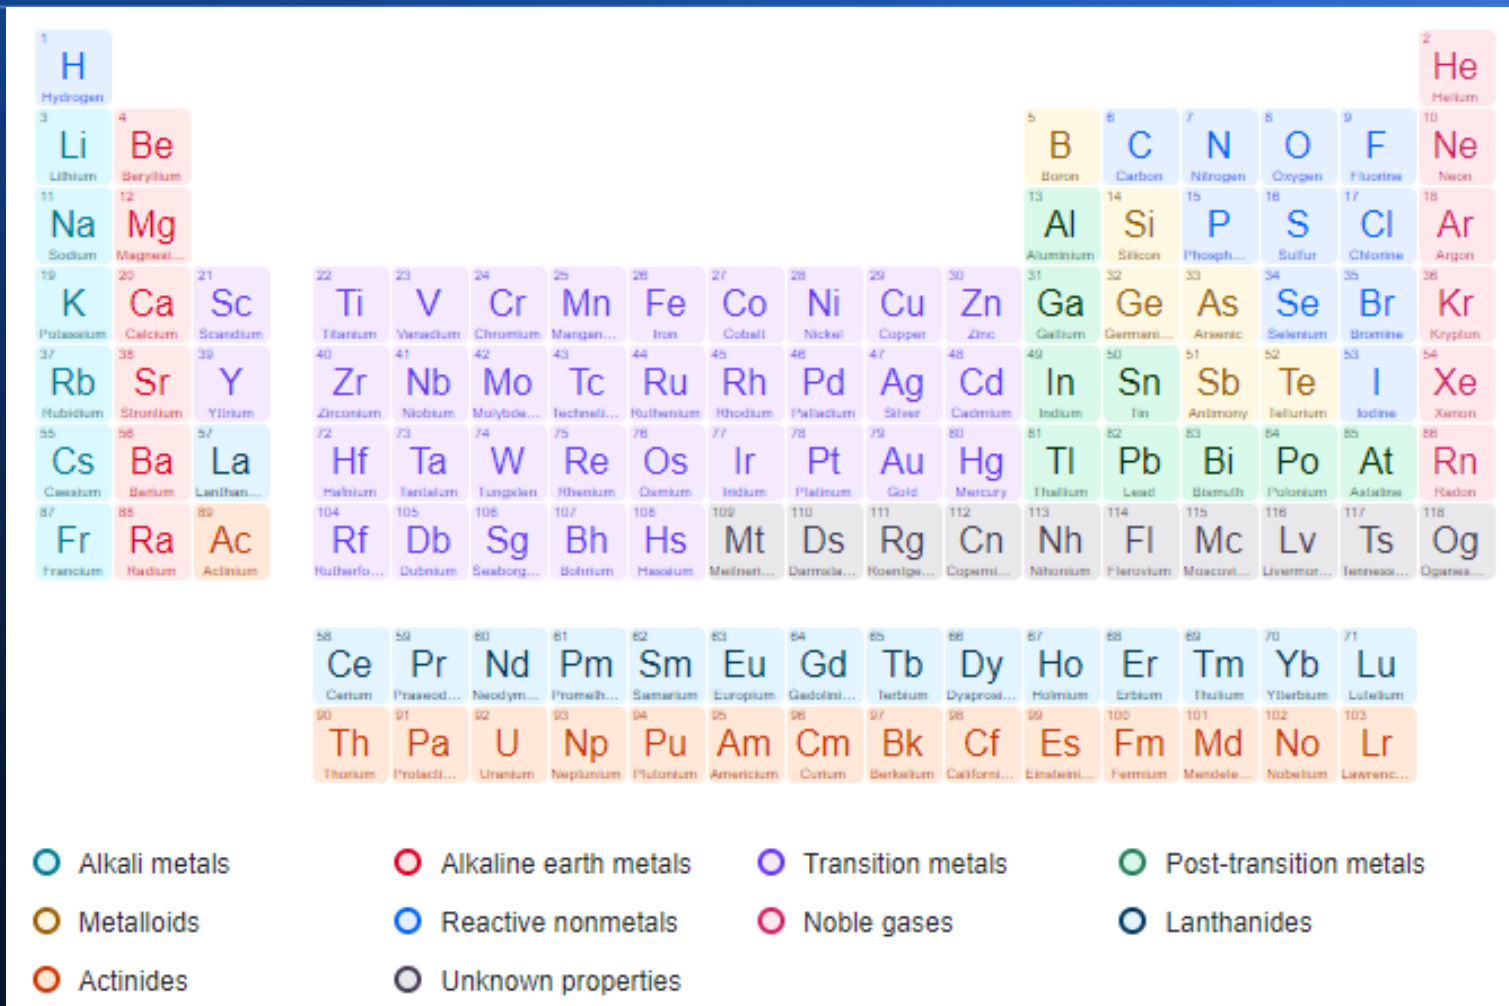 1 2
H He
Hydrogen Helium
3 4 5 6 7 8 9 10
Li Be B C N O F Ne
Lithium Beryllium Boron Carbon Nitrogen Oxygen Fluorine Neon
11 12 13 14 15 16 17 18
Na Mg Al Si P S Cl Ar
Sodium Magnesi... Aluminium Silicon Phosph... Sulfur Chlorine Argon
19 20 21 22 23 24 25 26 27 28 29 30 31 32 33 34 35 36
K Ca Sc Ti V Cr Mn Fe Co Ni Cu Zn Ga Ge As Se Br Kr
Potassium Calcium Scandium Titanium Vanadium Chromium Mangan... Iron Cobalt Nickel Copper Zinc Gallium Germani... Arsenic Selenium Bromine Krypton
37 38 39 40 41 42 43 44 45 46 47 48 49 50 51 52 53 54
Rb Sr Y Zr Nb Mo Tc Ru Rh Pd Ag Cd In Sn Sb Te I Xe
Rubidium Strontium Yttrium Zirconium Niobium Molybde... Techneti... Ruthenium Rhodium Palladium Silver Cadmium Indium Tin Antimony Tellurium Iodine Xenon
55 56 57 72 73 74 75 76 77 78 79 80 81 82 83 84 85 86
Cs Ba La Hf Ta W Re Os Ir Pt Au Hg Tl Pb Bi Po At Rn
Caesium Barium Lanthan... Hafnium Tantalum Tungsten Rhenium Osmium Iridium Platinum Gold Mercury Thallium Lead Bismuth Polonium Astatine Radon
87 88 89 104 105 106 107 108 109 110 111 112 113 114 115 116 117 118
Fr Ra Ac Rf Db Sg Bh Hs Mt Ds Rg Cn Nh Fl Mc Lv Ts Og
Francium Radium Actinium Rutherfo... Dubnium Seaborg... Bohrium Hassium Meitneri... Darmsta... Roentge... Coperni... Nihonium Flerovium Moscovi... Livermor... Tenness... Oganes...
58 59 60 61 62 63 64 65 66 67 68 69 70 71
Ce Pr Nd Pm Sm Eu Gd Tb Dy Ho Er Tm Yb Lu
Cerium Praseod... Neodym... Prometh... Samarium Europium Gadolini... Terbium Dysprosi... Holmium Erbium Thulium Ytterbium Lutetium
90 91 92 93 94 95 96 97 98 99 100 101 102 103
Th Pa U Np Pu Am Cm Bk Cf Es Fm Md No Lr
Thorium Protacti... Uranium Neptunium Plutonium Americium Curium Berkelium Californi... Einsteini... Fermium Mendele... Nobelium Lawrenc...
Alkali metals Alkaline earth metals Transition metals Post-transition metals
Metalloids Reactive nonmetals Noble gases Lanthanides
Actinides Unknown properties